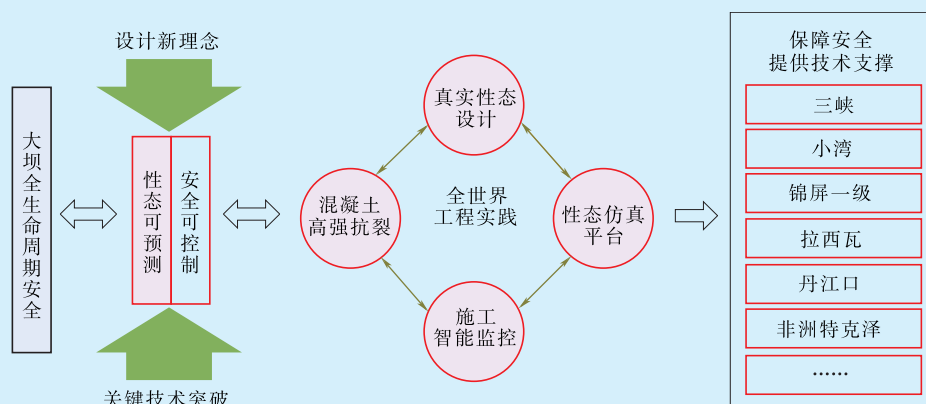 设计新理念
大坝全生命周期安全
性态可预测
安全可控制
关键技术突破
真实性态
设计
混凝土
高强抗裂
全世界
工程实践
性态仿真
平台
施工
智能监控
保障安全
提供技术支撑
三峡
小湾
锦屏一级
拉西瓦
丹江口
非洲特克泽
……